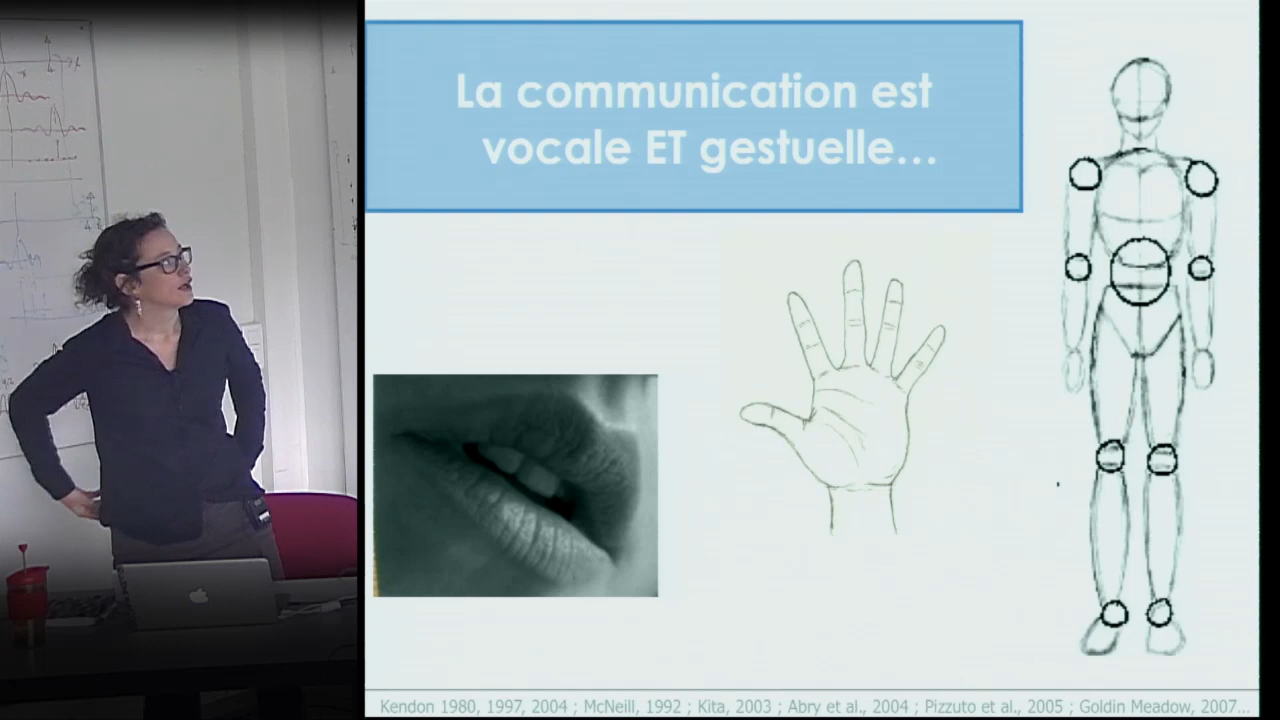 La communication est
vocale ET gestuelle...
Kendon 1980, 1997, 2004 ; McNeill, 1992 ; Kita, 2003 ; Abry et al., 2004 ; Pizzuto et al., 2005 ; Goldin Meadow, 2007...